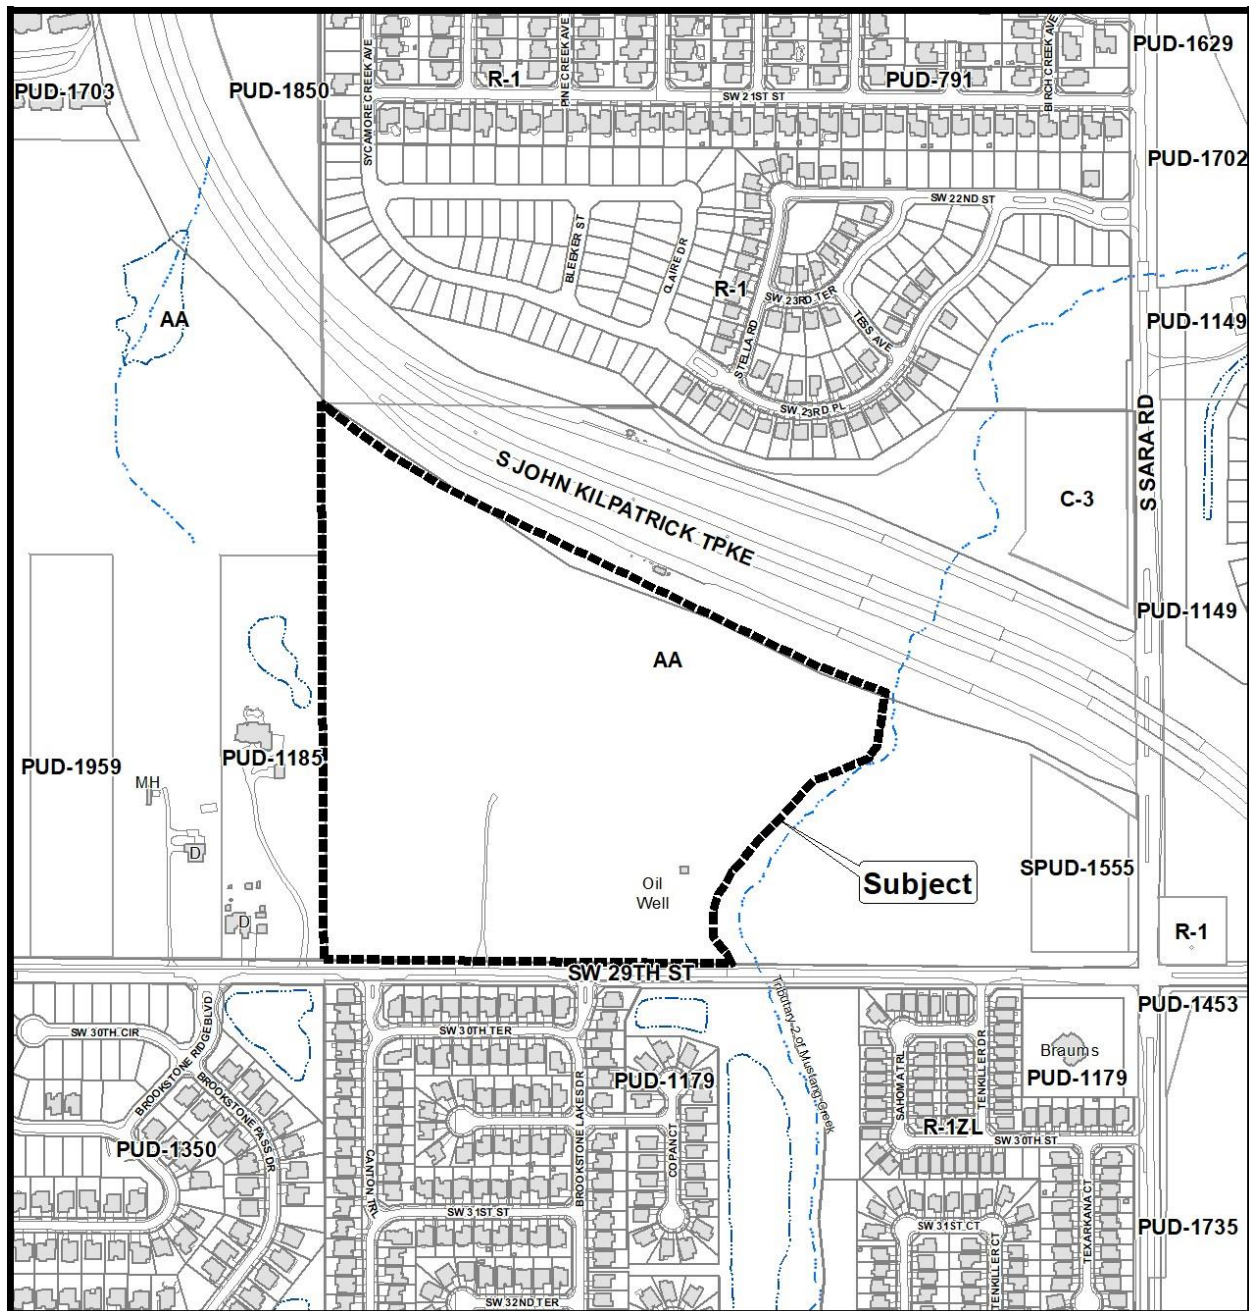 PUD-1629
PUD-1703
PUD-1850
SYCAMORE CREEK AVE
R-1
PINE CREEK AVE
PUD-791
BIRCH CREEK AVE
SW 21ST ST
PUD-1702
SW 22ND ST
BLEEKER ST
CLAIRE DR
R-1
SW 23RD TER
TESS AVE
STELLA RD
SW 23RD PL
AA
PUD-1149
S JOHN KILPATRICK TPKE
C-3
S SARA RD
PUD-1149
AA
PUD-1959
PUD-1185
MH
D
D
Oil
Well
Subject
SPUD-1555
R-1
SW 29TH ST
PUD-1453
SW 30TH CIR
BROOKSTONE RIDGE BLVD
BROOKSTONE PASS DR
SW 30TH TER
BROOKSTONE LAKES DR
PUD-1179
COPAN CT
Tributary 2 of Mustang Creek
SAHOMA TRL
TENKILLER DR
Braums
PUD-1179
R-1ZL
SW 30TH ST
PUD-1350
CANTON TRL
SW 31ST ST
SW 31ST CT
TENKILLER CT
TEXARKANA CT
PUD-1735
SW 32ND TER